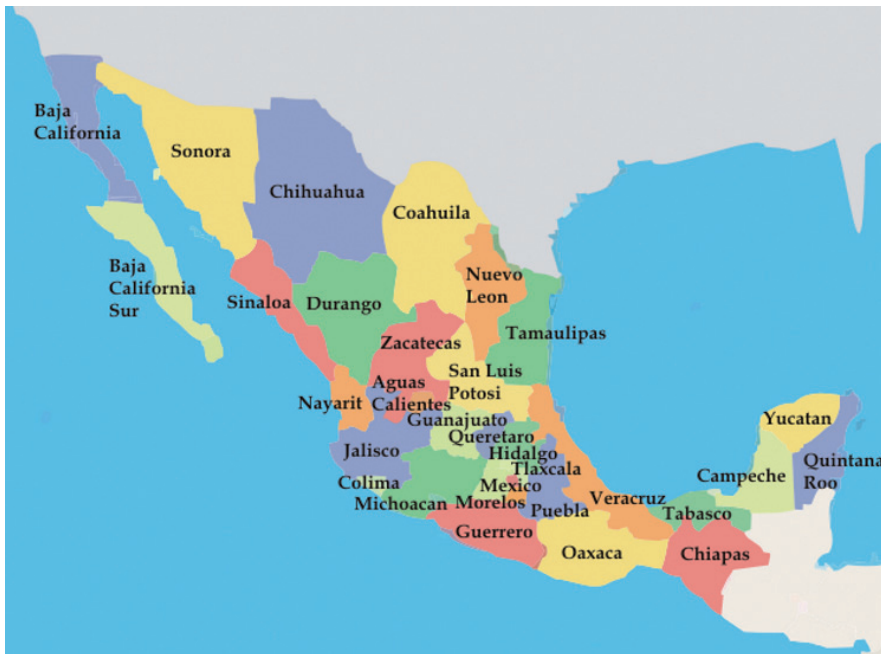 Baja
California
Sonora
Chihuahua
Coahuila
Baja
California
Sur
Sinaloa
Durango
Nuevo
Leon
Tamaulipas
Zacatecas
San Luis
Potosi
Nayarit
Aguas
Calientes
Guanajuato
Queretaro
Jalisco
Hidalgo
Tlaxcala
Colima
Mexico
Michoacan
Morelos
Puebla
Veracruz
Guerrero
Oaxaca
Tabasco
Chiapas
Yucatan
Campeche
Quintana
Roo